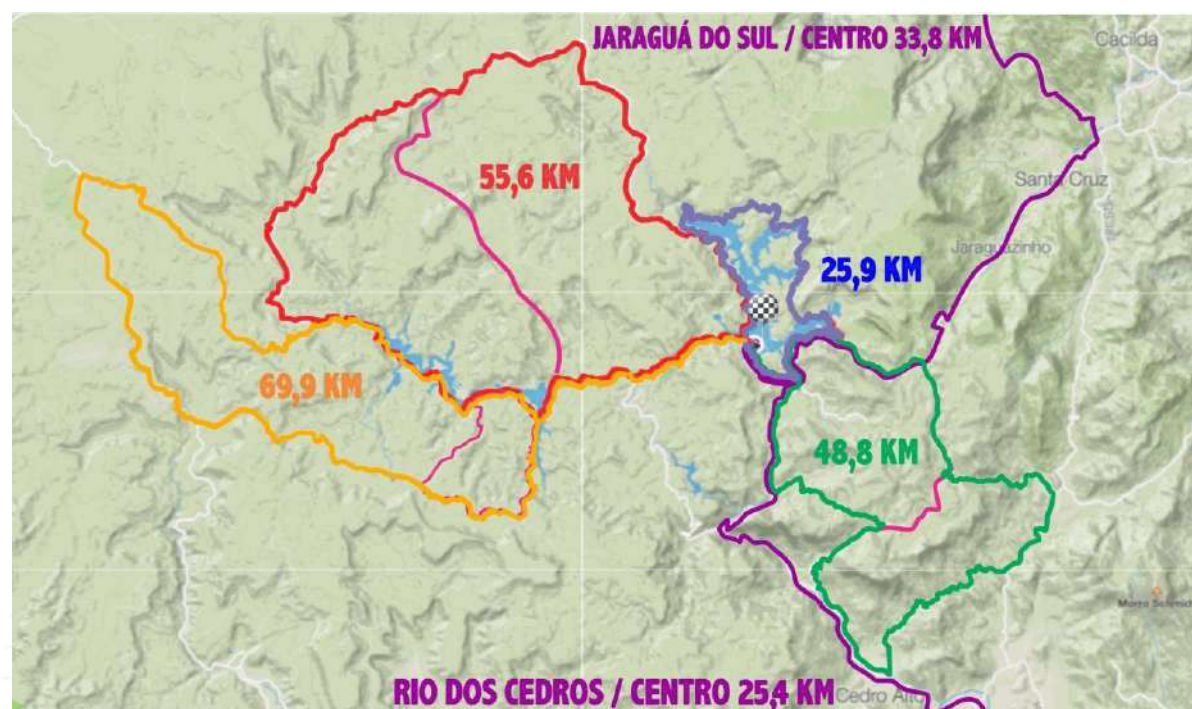 JARAGUÁ DO SUL / CENTRO 33,8 KM
Cacilda
55,6 KM
Santa Cruz
Jaraguazinho
25,9 KM
69,9 KM
48,8 KM
Morro Schmidt
RIO DOS CEDROS / CENTRO 25,4 KM
Cedro Alto